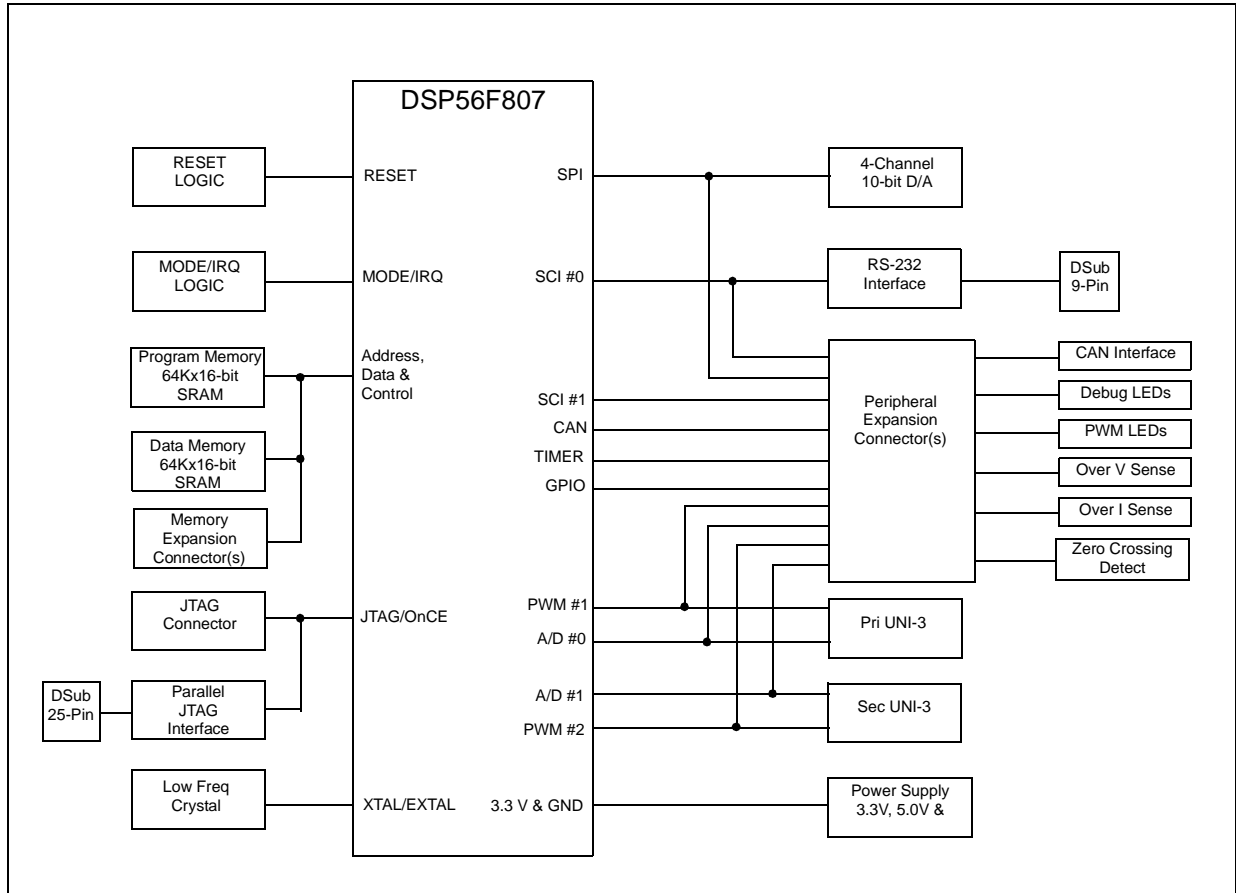 DSP56F807
RESET
LOGIC
RESET
SPI
4-Channel
10-bit D/A
MODE/IRQ
LOGIC
MODE/IRQ
SCI #0
RS-232
Interface
DSub
9-Pin
Program Memory
64Kx16-bit
SRAM
Address,
Data &
Control
Data Memory
64Kx16-bit
SRAM
Memory
Expansion
Connector(s)
SCI #1
CAN
TIMER
GPIO
Peripheral
Expansion
Connector(s)
CAN Interface
Debug LEDs
PWM LEDs
Over V Sense
Over I Sense
Zero Crossing
Detect
JTAG
Connector
JTAG/OnCE
PWM #1
A/D #0
Pri UNI-3
DSub
25-Pin
Parallel
JTAG
Interface
A/D #1
PWM #2
Sec UNI-3
Low Freq
Crystal
XTAL/EXTAL
3.3 V & GND
Power Supply
3.3V, 5.0V &